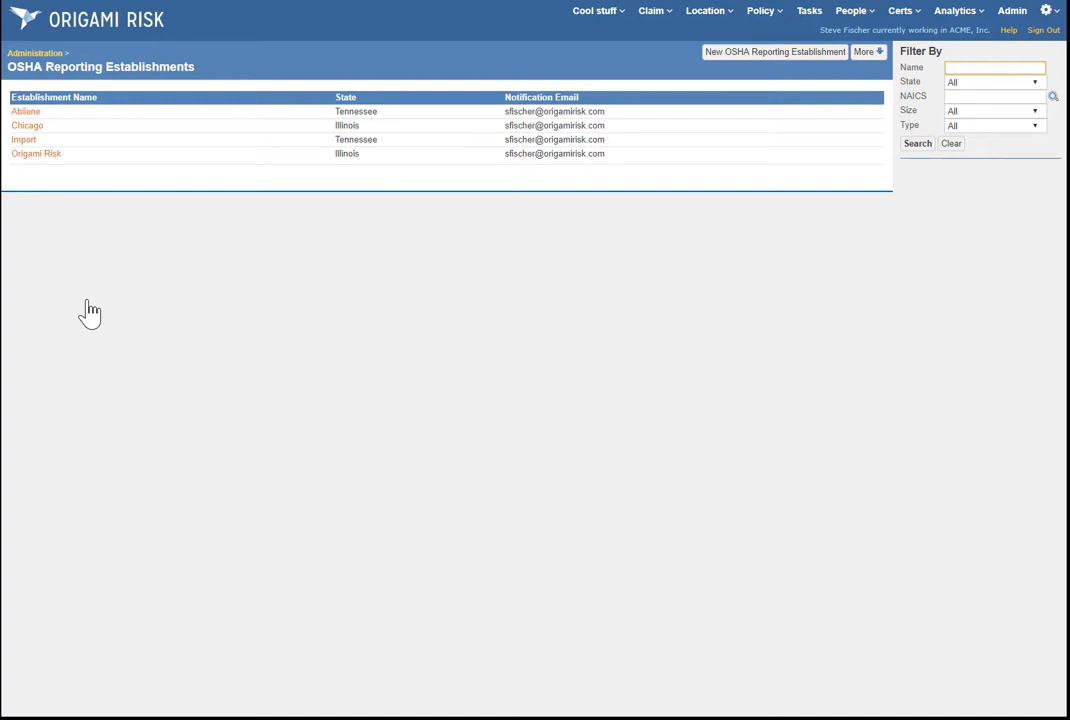 ORIGAMI RISK
Cool stuff Claim Location Policy Tasks People Certs Analytics Admin
Steve Fischer currently working in ACME, Inc. Help Sign Out
Administration >
OSHA Reporting Establishments
New OSHA Reporting Establishment More
Establishment Name State Notification Email
Abilene Tennessee sfischer@origamirisk.com
Chicago Illinois sfischer@origamirisk.com
Import Tennessee sfischer@origamirisk.com
Origami Risk Illinois sfischer@origamirisk.com
Filter By
Name
State All
NAICS
Size All
Type All
Search Clear